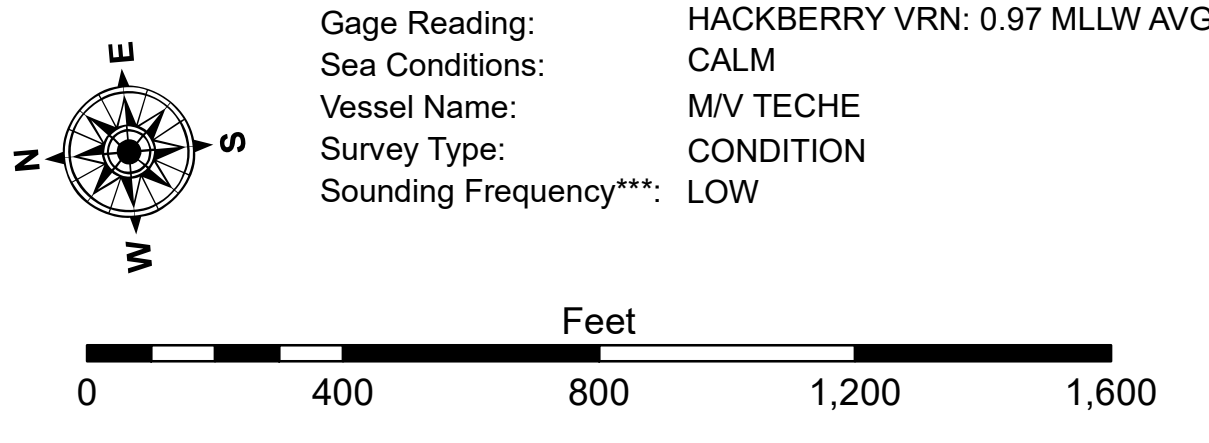 E
N
S
W
Gage Reading: HACKBERRY VRN: 0.97 MLLW AVG
Sea Conditions: CALM
Vessel Name: M/V TECHE
Survey Type: CONDITION
Sounding Frequency***: LOW
Feet
0 400 800 1,200 1,600